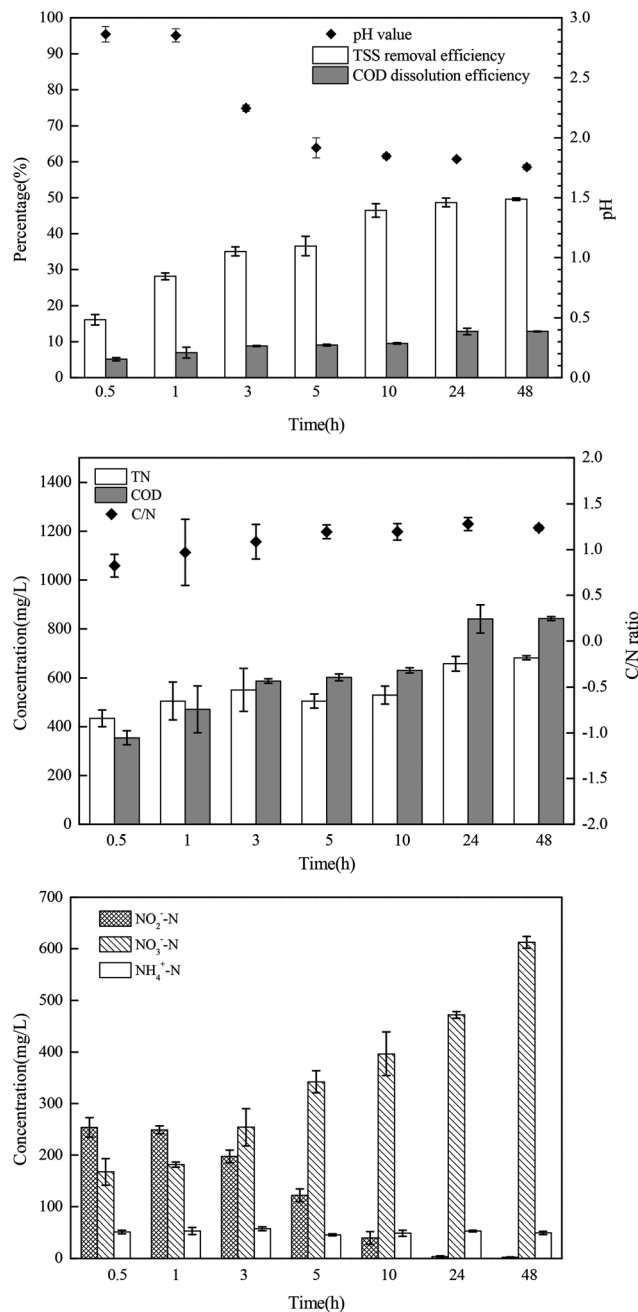 100
90
80
70
60
50
40
30
20
10
0
Percentage(%)
pH value
TSS removal efficiency
COD dissolution efficiency
3.0
2.5
2.0
1.5
1.0
0.5
0.0
pH
0.5 1 3 5 10 24 48
Time(h)
1400
1200
1000
800
600
400
200
0
Concentration(mg/L)
TN
COD
C/N
2.0
1.5
1.0
0.5
0.0
-0.5
-1.0
-1.5
-2.0
C/N ratio
0.5 1 3 5 10 24 48
Time(h)
700
600
500
400
300
200
100
0
Concentration(mg/L)
NO₂⁻-N
NO₃⁻-N
NH₄⁺-N
0.5 1 3 5 10 24 48
Time(h)